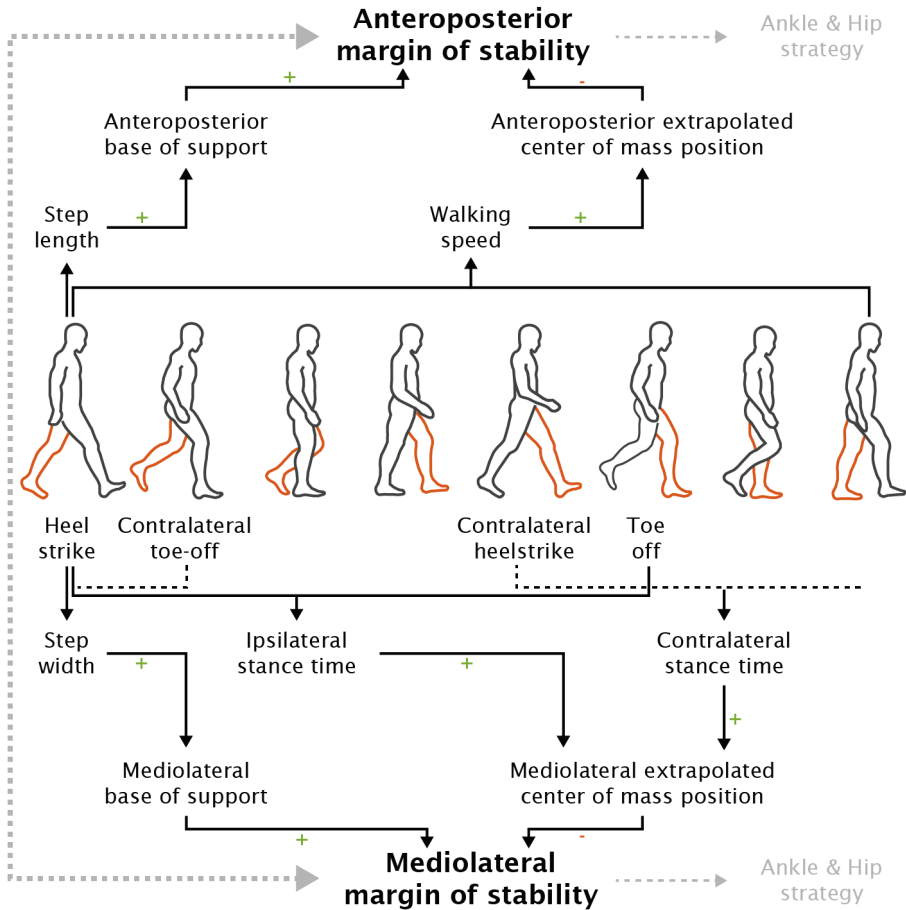 Anteroposterior
margin of stability
Ankle & Hip
strategy
+
-
Anteroposterior
base of support
Anteroposterior extrapolated
center of mass position
Step
length
+
Walking
speed
+
Heel
strike
Contralateral
toe-off
Contralateral
heelstrike
Toe
off
Step
width
+
Ipsilateral
stance time
+
Contralateral
stance time
+
Mediolateral
base of support
Mediolateral extrapolated
center of mass position
+
-
Mediolateral
margin of stability
Ankle & Hip
strategy